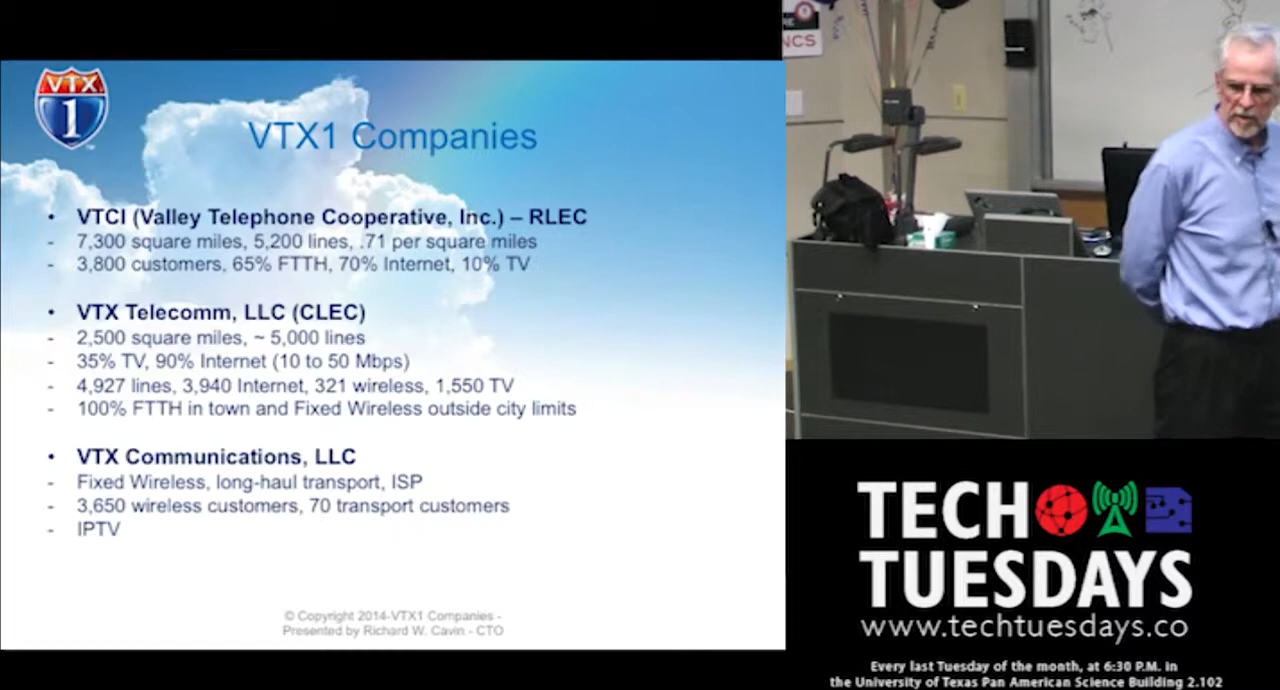 VTX
1
VTX1 Companies
• VTCI (Valley Telephone Cooperative, Inc.) – RLEC
- 7,300 square miles, 5,200 lines, .71 per square miles
- 3,800 customers, 65% FTTH, 70% Internet, 10% TV
• VTX Telecomm, LLC (CLEC)
- 2,500 square miles, ~ 5,000 lines
- 35% TV, 90% Internet (10 to 50 Mbps)
- 4,927 lines, 3,940 Internet, 321 wireless, 1,550 TV
- 100% FTTH in town and Fixed Wireless outside city limits
• VTX Communications, LLC
- Fixed Wireless, long-haul transport, ISP
- 3,650 wireless customers, 70 transport customers
- IPTV
© Copyright 2014-VTX1 Companies -
Presented by Richard W. Cavin - CTO
NCS
TECH
TUESDAYS
www.techtuesdays.co
Every last Tuesday of the month, at 6:30 P.M. in
the University of Texas Pan American Science Building 2.102